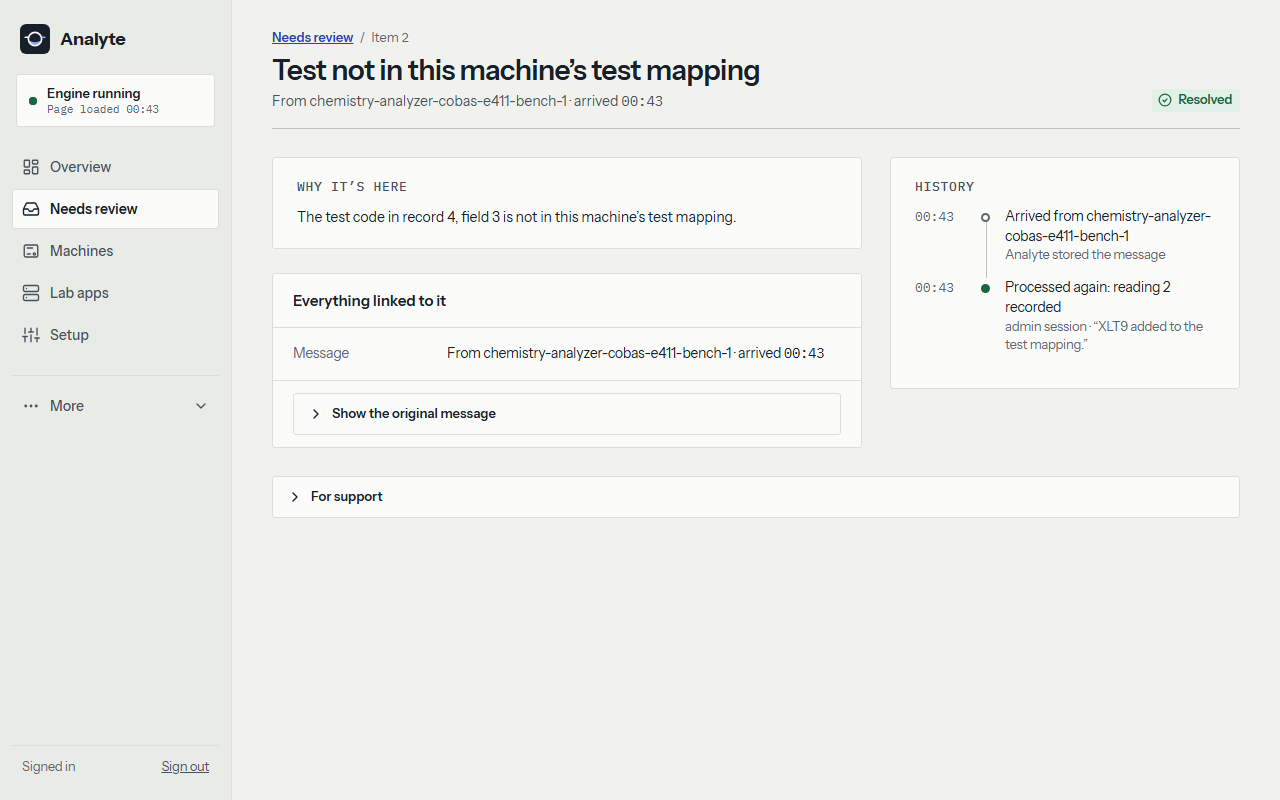 Analyte
Engine running
Page loaded 00:43
Overview
Needs review
Machines
Lab apps
Setup
More
Signed in
Sign out
Needs review / Item 2
Test not in this machine’s test mapping
From chemistry-analyzer-cobas-e411-bench-1 · arrived 00:43
Resolved
WHY IT’S HERE
The test code in record 4, field 3 is not in this machine’s test mapping.
Everything linked to it
Message
From chemistry-analyzer-cobas-e411-bench-1 · arrived 00:43
Show the original message
HISTORY
00:43
Arrived from chemistry-analyzer-
cobas-e411-bench-1
Analyte stored the message
00:43
Processed again: reading 2
recorded
admin session · “XLT9 added to the
test mapping.”
For support